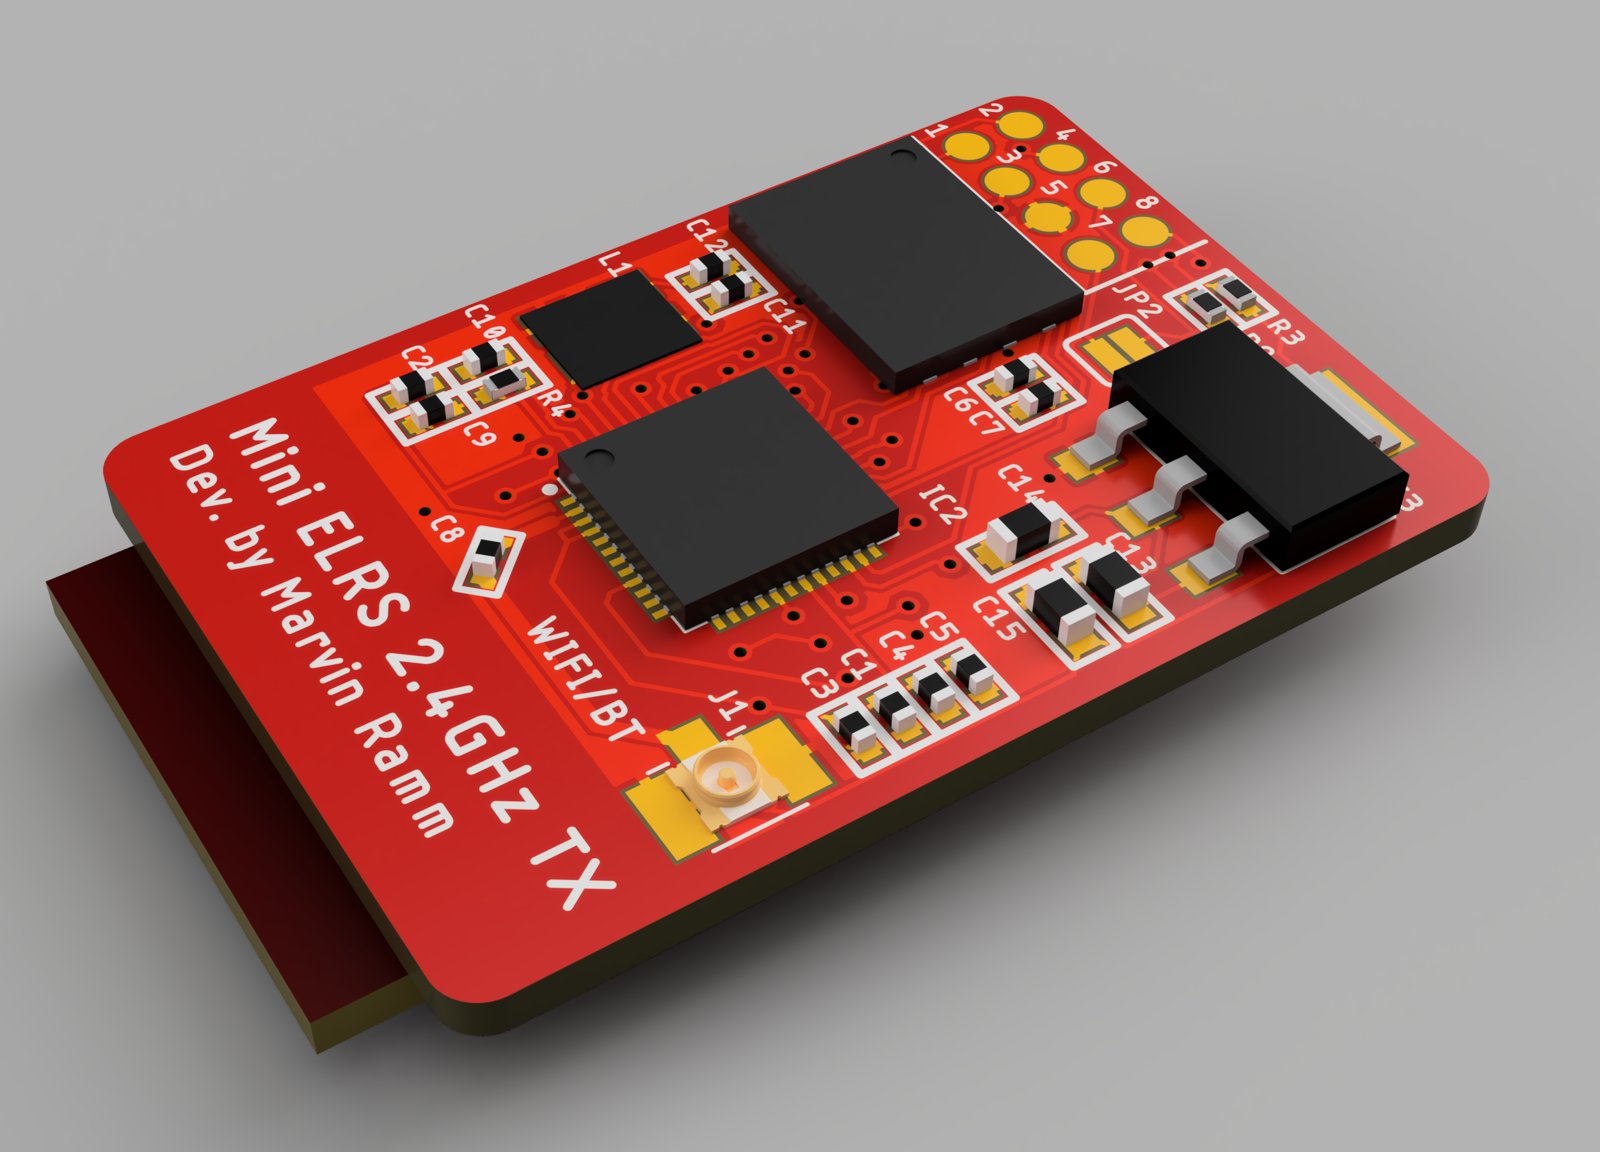 Mini ELRS 2.4GHz TX
Dev. by Marvin Ramm
WIFI/BT
J1
C8
C2
C9
C10
R4
L1
C12
C11
1
2
3
4
5
6
7
8
JP2
R3
C6
C7
IC2
C14
C13
C15
C3
C1
C4
C5